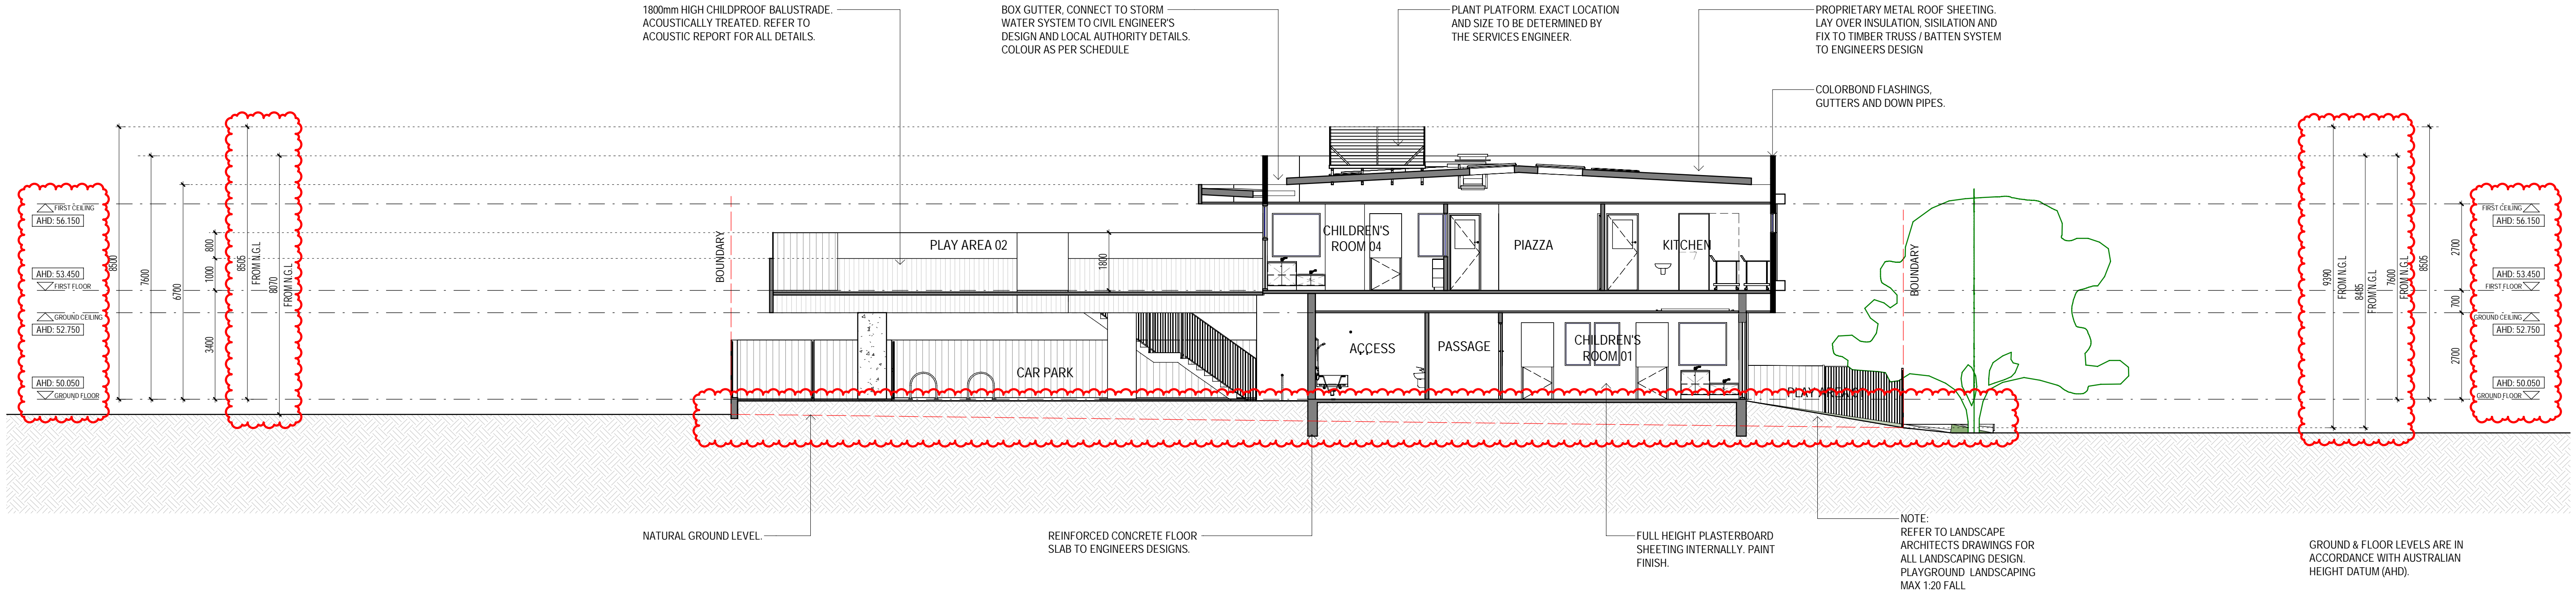 1800mm HIGH CHILDPROOF BALUSTRADE.
ACOUSTICALLY TREATED. REFER TO
ACOUSTIC REPORT FOR ALL DETAILS.
BOX GUTTER, CONNECT TO STORM
WATER SYSTEM TO CIVIL ENGINEER'S
DESIGN AND LOCAL AUTHORITY DETAILS.
COLOUR AS PER SCHEDULE
PLANT PLATFORM. EXACT LOCATION
AND SIZE TO BE DETERMINED BY
THE SERVICES ENGINEER.
PROPRIETARY METAL ROOF SHEETING.
LAY OVER INSULATION, SISILATION AND
FIX TO TIMBER TRUSS / BATTEN SYSTEM
TO ENGINEERS DESIGN
COLORBOND FLASHINGS,
GUTTERS AND DOWN PIPES.
FIRST CEILING
AHD: 56.150
AHD: 53.450
FIRST FLOOR
GROUND CEILING
AHD: 52.750
AHD: 50.050
GROUND FLOOR
8500
7600
6700
800
1000
3400
8505
FROM N.G.L
8070
FROM N.G.L
BOUNDARY
PLAY AREA 02
1800
CHILDREN'S
ROOM 04
PIAZZA
KITCHEN
CAR PARK
ACCESS
PASSAGE
CHILDREN'S
ROOM 01
PLAY AREA
BOUNDARY
9390
FROM N.G.L
8485
FROM N.G.L
7600
FROM N.G.L
8505
2700
700
2700
FIRST CEILING
AHD: 56.150
AHD: 53.450
FIRST FLOOR
GROUND CEILING
AHD: 52.750
AHD: 50.050
GROUND FLOOR
NATURAL GROUND LEVEL.
REINFORCED CONCRETE FLOOR
SLAB TO ENGINEERS DESIGNS.
FULL HEIGHT PLASTERBOARD
SHEETING INTERNALLY. PAINT
FINISH.
NOTE:
REFER TO LANDSCAPE
ARCHITECTS DRAWINGS FOR
ALL LANDSCAPING DESIGN.
PLAYGROUND LANDSCAPING
MAX 1:20 FALL
GROUND & FLOOR LEVELS ARE IN
ACCORDANCE WITH AUSTRALIAN
HEIGHT DATUM (AHD).